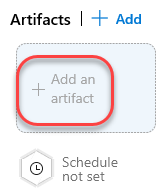 Artifacts | + Add
+ Add an
artifact
Schedule
not set